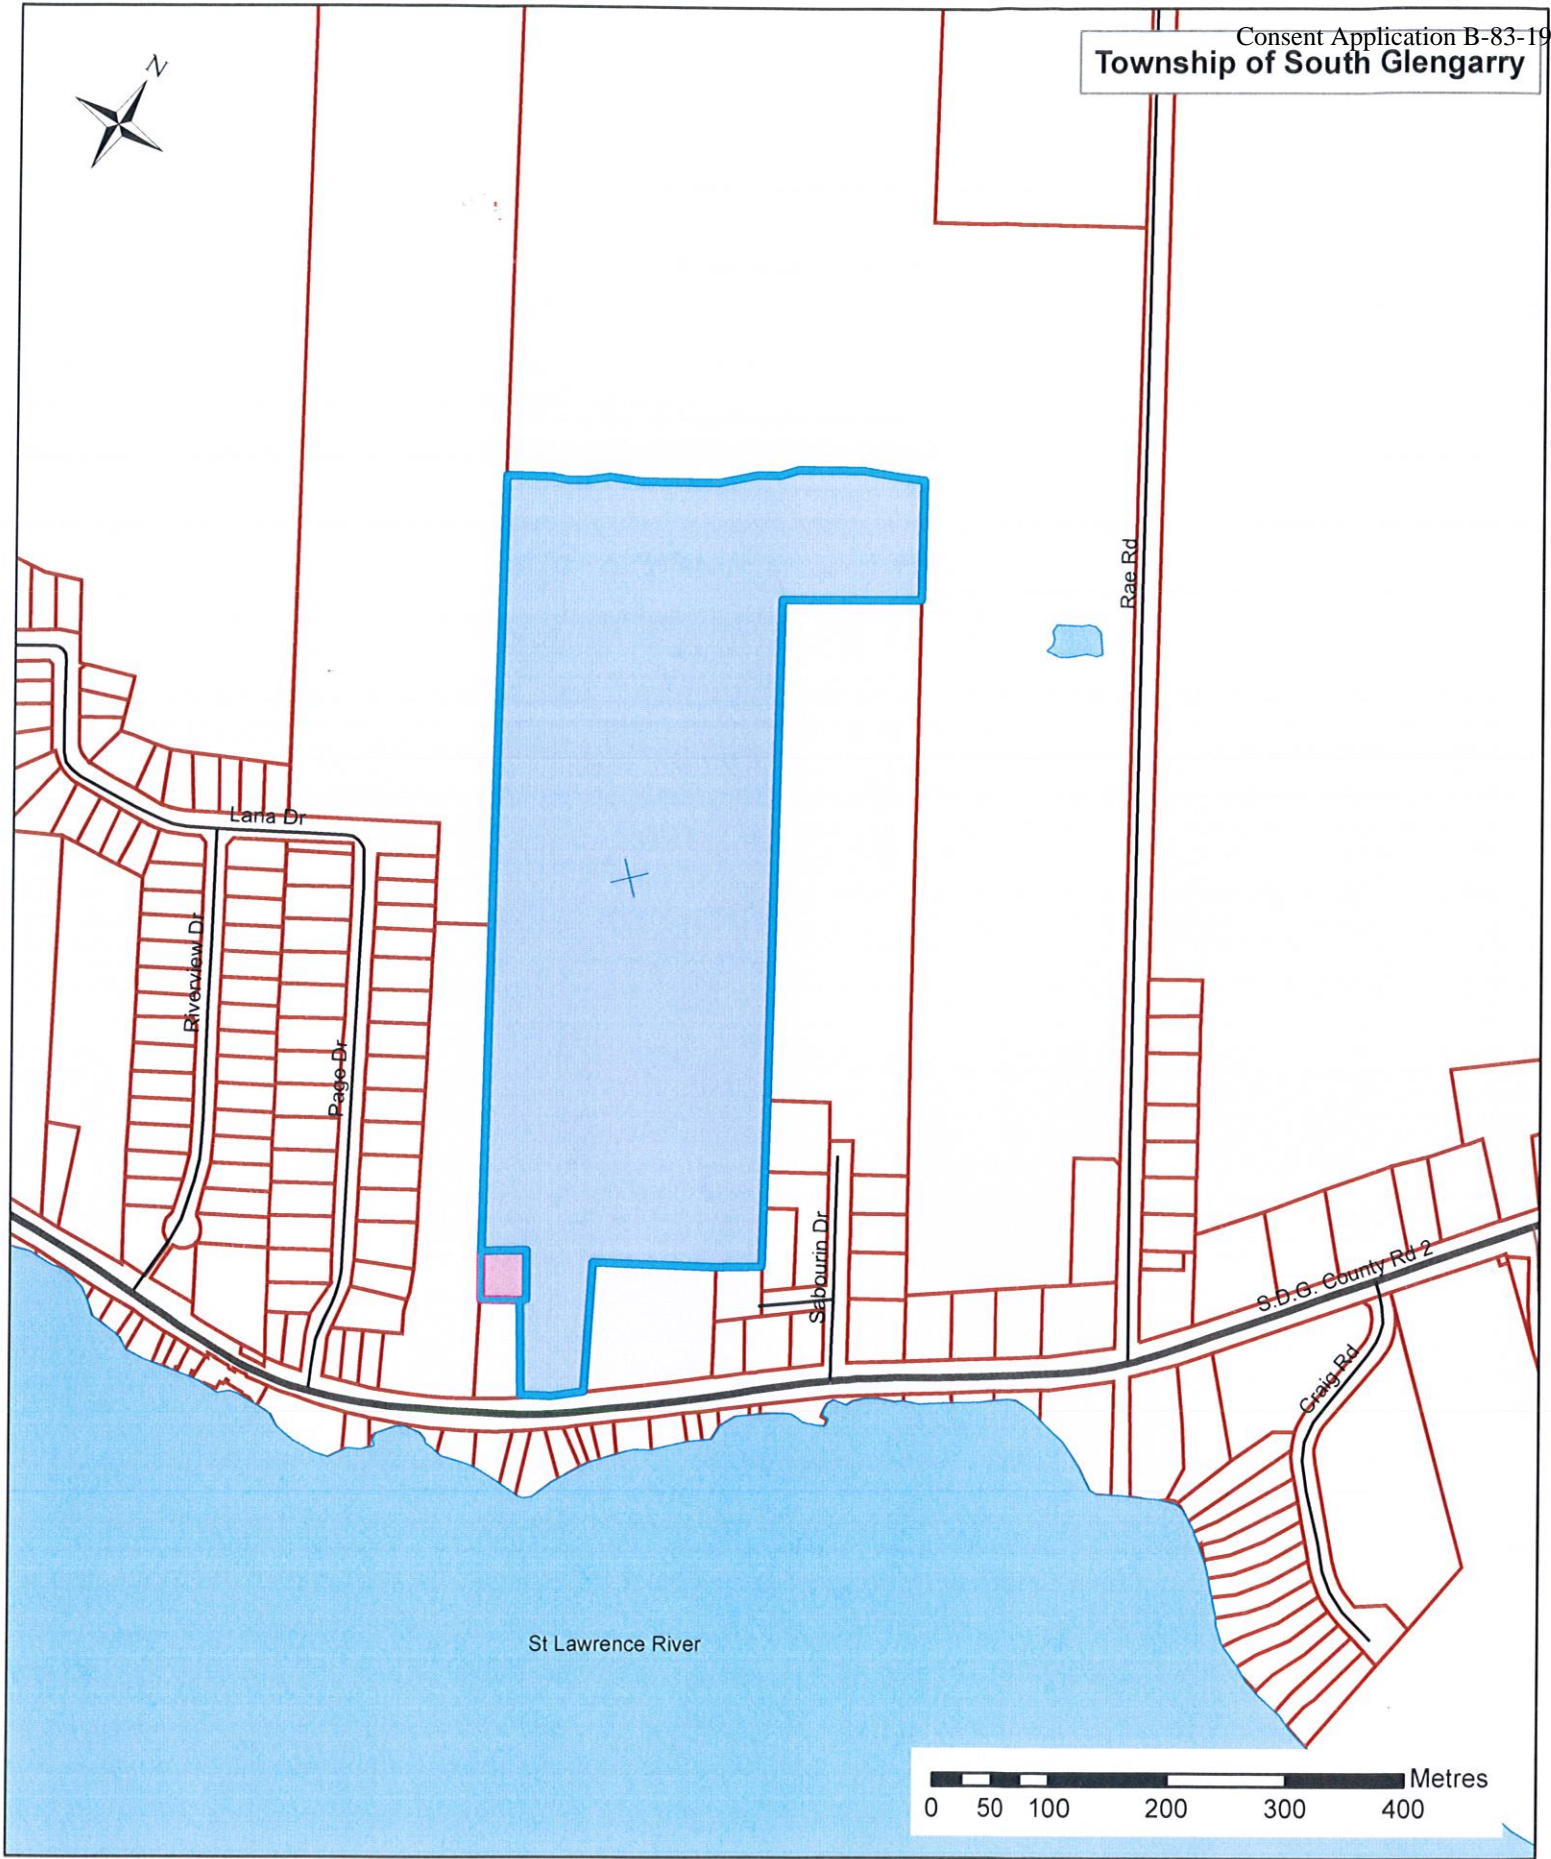 Consent Application B-83-19
Township of South Glengarry
N
Rae Rd
Lana Dr
Riverview Dr
Page Dr
Sabourin Dr
S.D.G. County Rd 2
Craig Rd
St Lawrence River
Metres
0 50 100 200 300 400